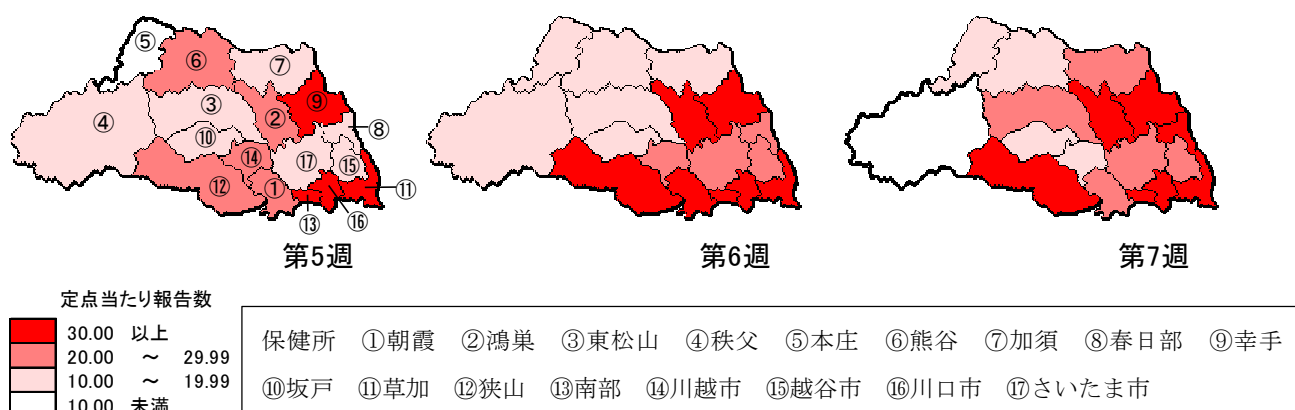 ⑤
⑥
⑦
④
③
②
⑨
⑧
⑩
⑭
⑰
⑮
⑫
①
⑪
⑬
⑯
第5週
第6週
第7週
定点当たり報告数
30.00 以上
20.00 ～ 29.99
10.00 ～ 19.99
10.00 未満
保健所 ①朝霞 ②鴻巣 ③東松山 ④秩父 ⑤本庄 ⑥熊谷 ⑦加須 ⑧春日部 ⑨幸手
⑩坂戸 ⑪草加 ⑫狭山 ⑬南部 ⑭川越市 ⑮越谷市 ⑯川口市 ⑰さいたま市